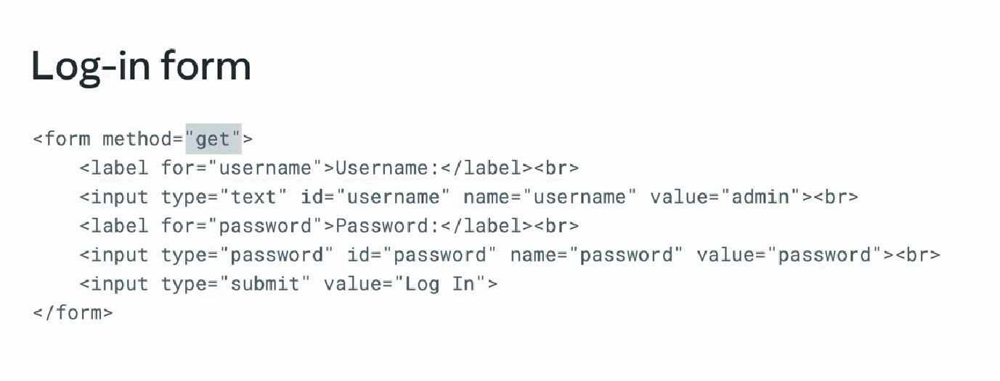 Log-in form
<form method="get">
<label for="username">Username:</label><br>
<input type="text" id="username" name="username" value="admin"><br>
<label for="password">Password:</label><br>
<input type="password" id="password" name="password" value="password"><br>
<input type="submit" value="Log In">
</form>